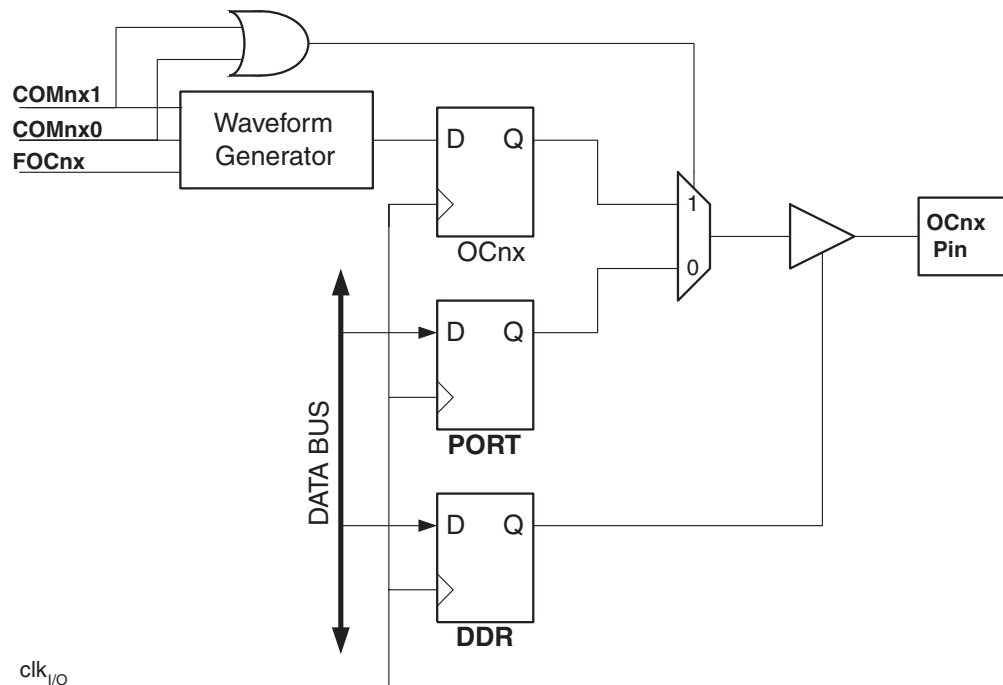 COMnx1
COMnx0
FOCnx
Waveform
Generator
D Q
OCnx
1
0
OCnx
Pin
D Q
PORT
D Q
DDR
DATA BUS
clkI/O